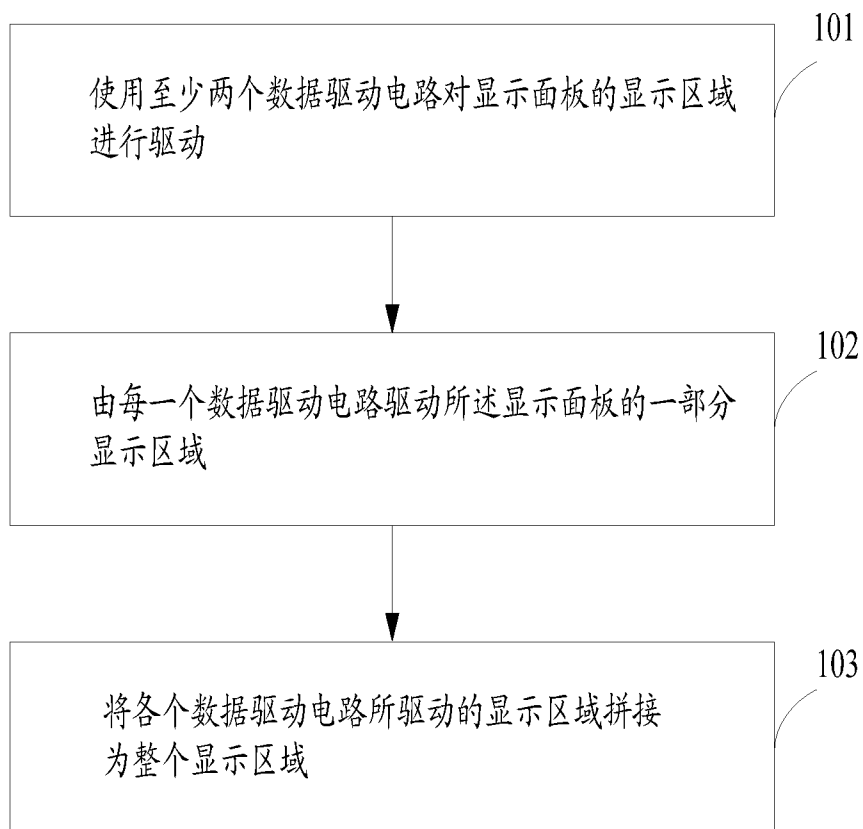 101
使用至少两个数据驱动电路对显示面板的显示区域
进行驱动
102
由每一个数据驱动电路驱动所述显示面板的一部分
显示区域
103
将各个数据驱动电路所驱动的显示区域拼接
为整个显示区域